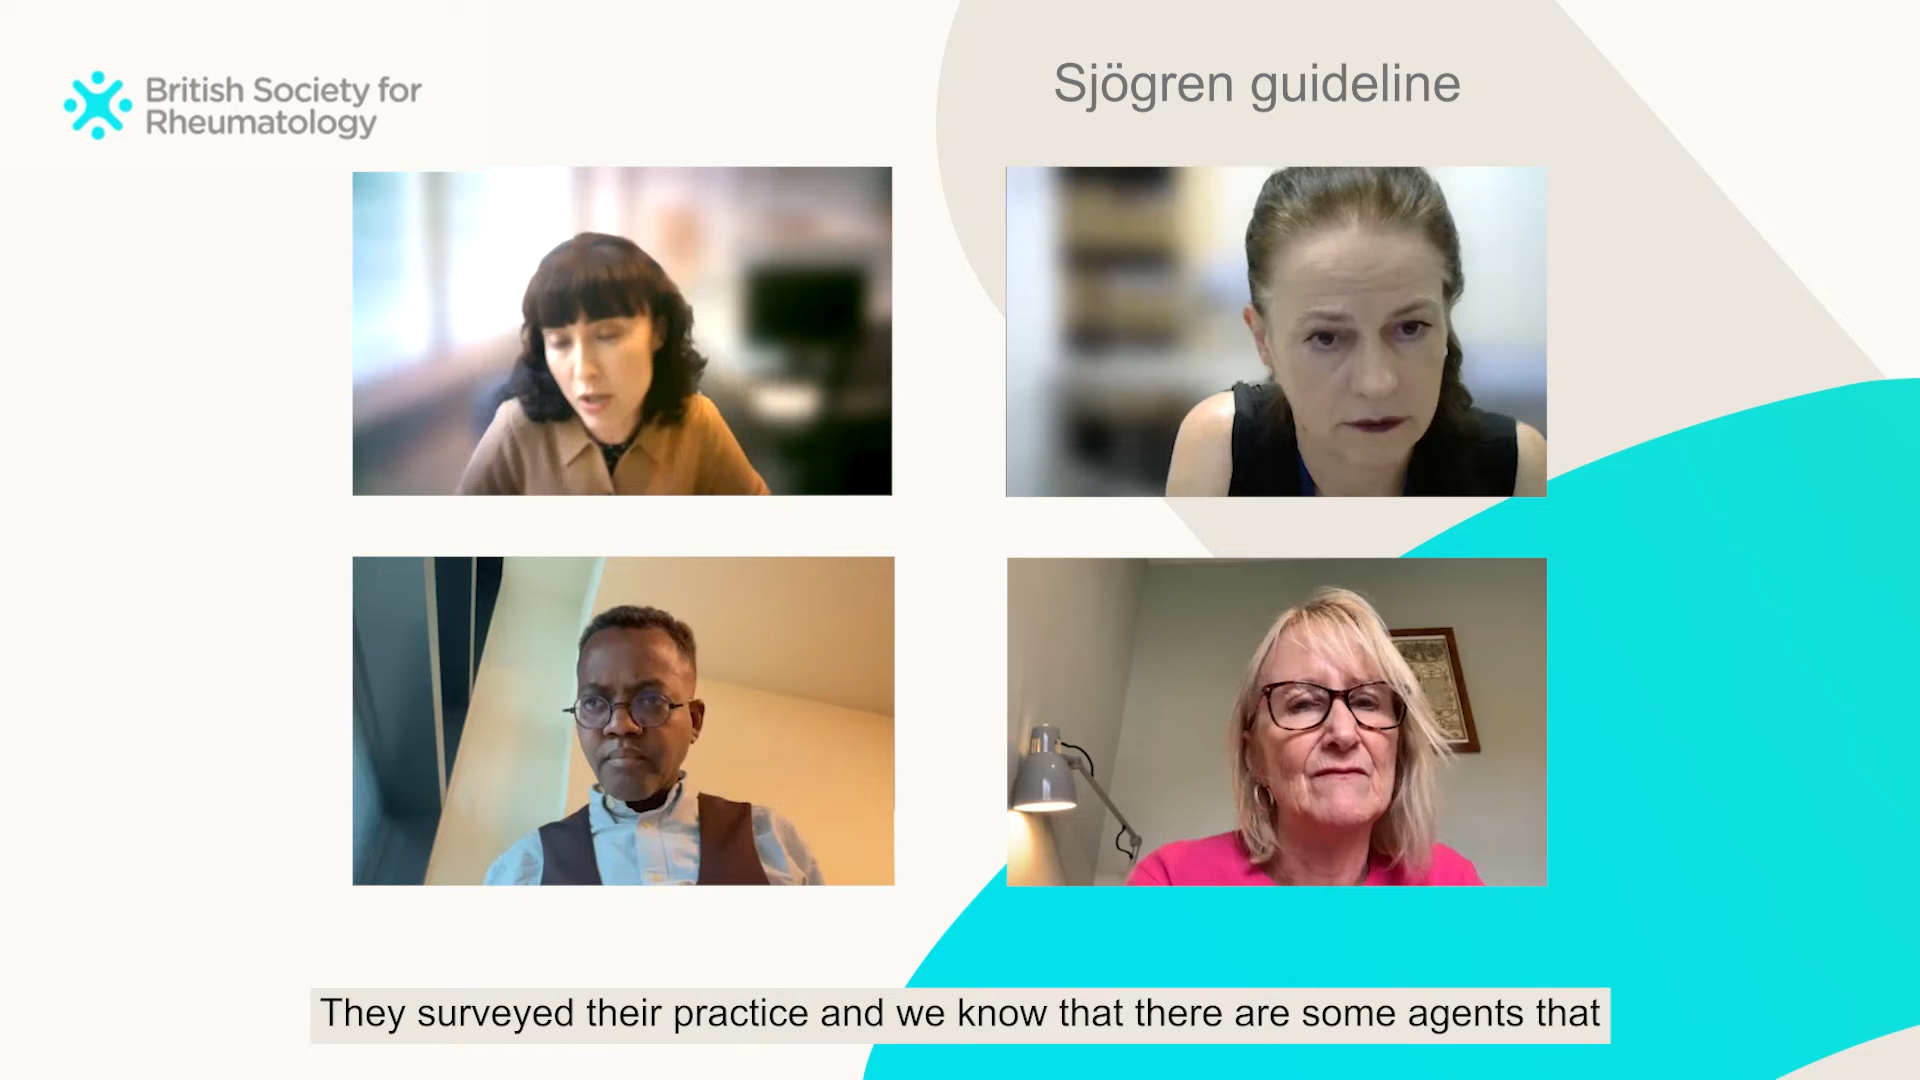 British Society for
Rheumatology
Sjögren guideline
They surveyed their practice and we know that there are some agents that